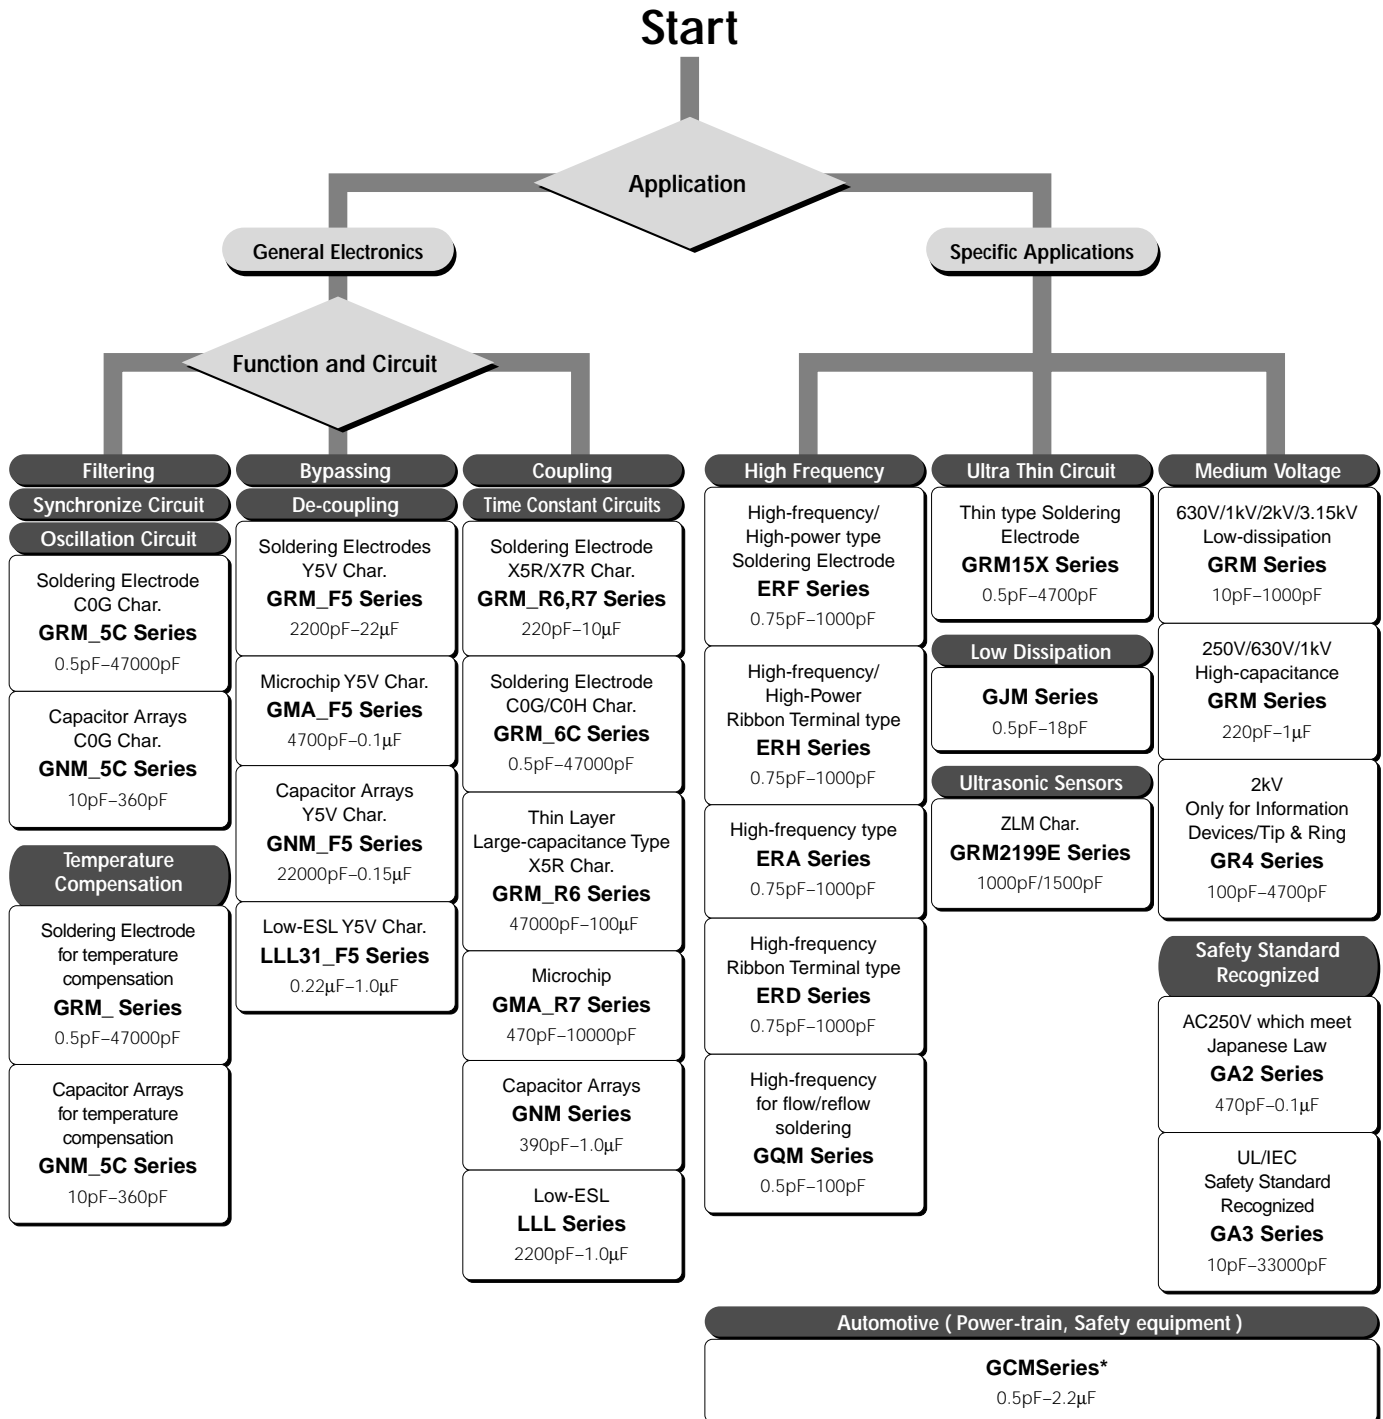 Start
Application
General Electronics
Specific Applications
Function and Circuit
Filtering
Synchronize Circuit
Oscillation Circuit
Soldering Electrode
C0G Char.
GRM_5C Series
0.5pF–47000pF
Capacitor Arrays
C0G Char.
GNM_5C Series
10pF–360pF
Temperature
Compensation
Soldering Electrode
for temperature
compensation
GRM_ Series
0.5pF–47000pF
Capacitor Arrays
for temperature
compensation
GNM_5C Series
10pF–360pF
Bypassing
De-coupling
Soldering Electrodes
Y5V Char.
GRM_F5 Series
2200pF–22µF
Microchip Y5V Char.
GMA_F5 Series
4700pF–0.1µF
Capacitor Arrays
Y5V Char.
GNM_F5 Series
22000pF–0.15µF
Low-ESL Y5V Char.
LLL31_F5 Series
0.22µF–1.0µF
Coupling
Time Constant Circuits
Soldering Electrode
X5R/X7R Char.
GRM_R6,R7 Series
220pF–10µF
Soldering Electrode
C0G/C0H Char.
GRM_6C Series
0.5pF–47000pF
Thin Layer
Large-capacitance Type
X5R Char.
GRM_R6 Series
47000pF–100µF
Microchip
GMA_R7 Series
470pF–10000pF
Capacitor Arrays
GNM Series
390pF–1.0µF
Low-ESL
LLL Series
2200pF–1.0µF
High Frequency
High-frequency/
High-power type
Soldering Electrode
ERF Series
0.75pF–1000pF
High-frequency/
High-Power
Ribbon Terminal type
ERH Series
0.75pF–1000pF
High-frequency type
ERA Series
0.75pF–1000pF
High-frequency
Ribbon Terminal type
ERD Series
0.75pF–1000pF
High-frequency
for flow/reflow
soldering
GQM Series
0.5pF–100pF
Ultra Thin Circuit
Thin type Soldering
Electrode
GRM15X Series
0.5pF–4700pF
Low Dissipation
GJM Series
0.5pF–18pF
Ultrasonic Sensors
ZLM Char.
GRM2199E Series
1000pF/1500pF
Medium Voltage
630V/1kV/2kV/3.15kV
Low-dissipation
GRM Series
10pF–1000pF
250V/630V/1kV
High-capacitance
GRM Series
220pF–1µF
2kV
Only for Information
Devices/Tip & Ring
GR4 Series
100pF–4700pF
Safety Standard
Recognized
AC250V which meet
Japanese Law
GA2 Series
470pF–0.1µF
UL/IEC
Safety Standard
Recognized
GA3 Series
10pF–33000pF
Automotive ( Power-train, Safety equipment )
GCMSeries*
0.5pF–2.2µF